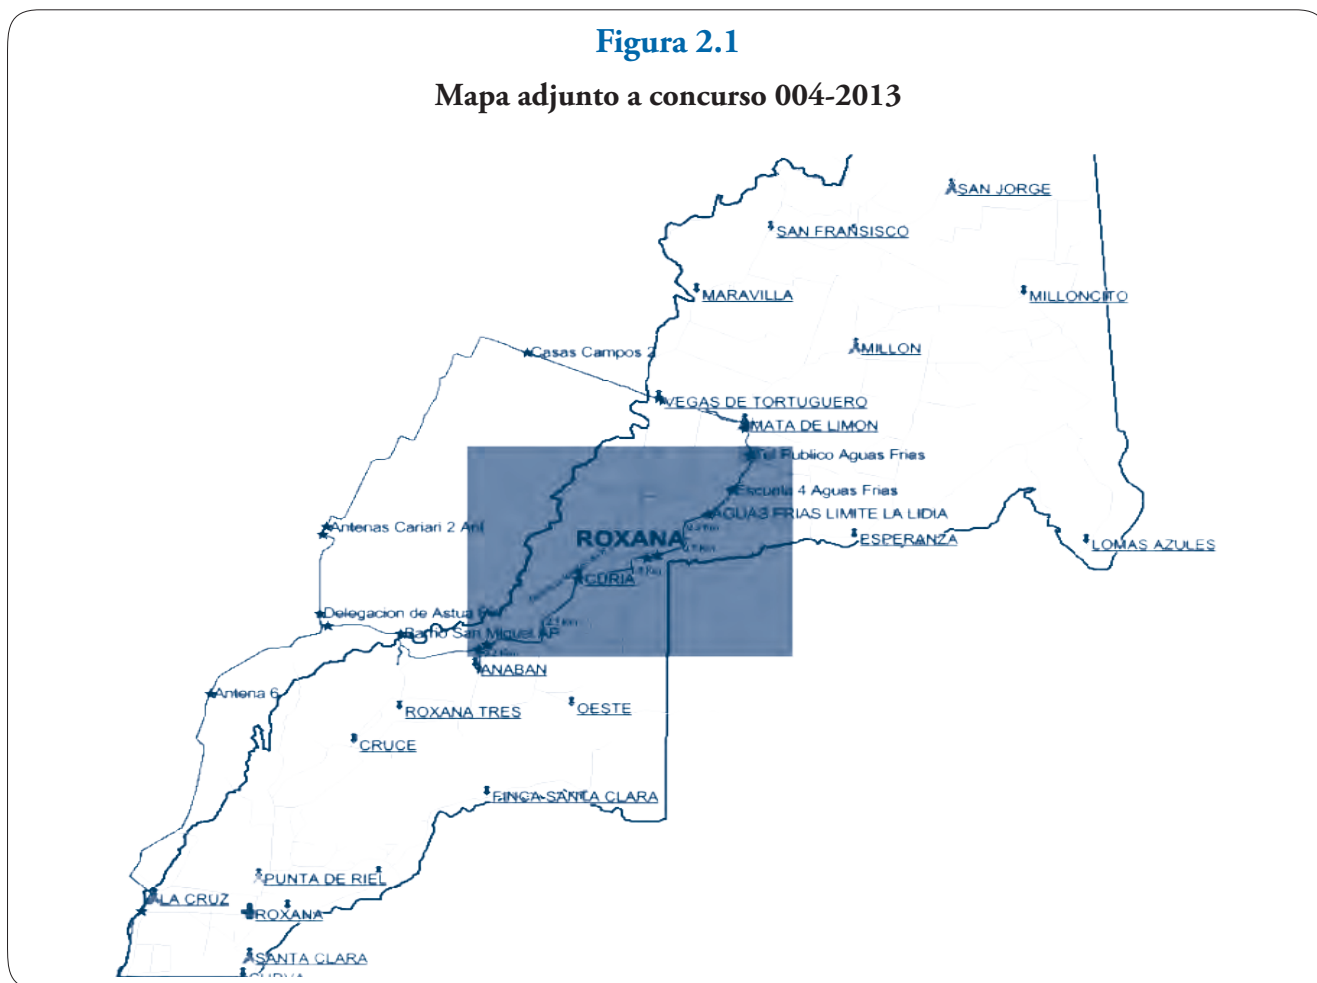 Figura 2.1
Mapa adjunto a concurso 004-2013
SAN JORGE
SAN FRANSISCO
MARAVILLA
MILLONCITO
MILLON
Casas Campos 2
VEGAS DE TORTUGUERO
MATA DE LIMON
Tel Publico Aguas Frias
Escuela 4 Aguas Frias
AGUAS FRIAS LIMITE LA LIDIA
Antenas Cariari 2 Ant
ROXANA
ESPERANZA
LOMAS AZULES
CURIA
Delegacion de Astua
Barrio San Miguel AP
ANABAN
Antena 6
ROXANA TRES
OESTE
CRUCE
FINCA SANTA CLARA
PUNTA DE RIEL
LA CRUZ
ROXANA
SANTA CLARA